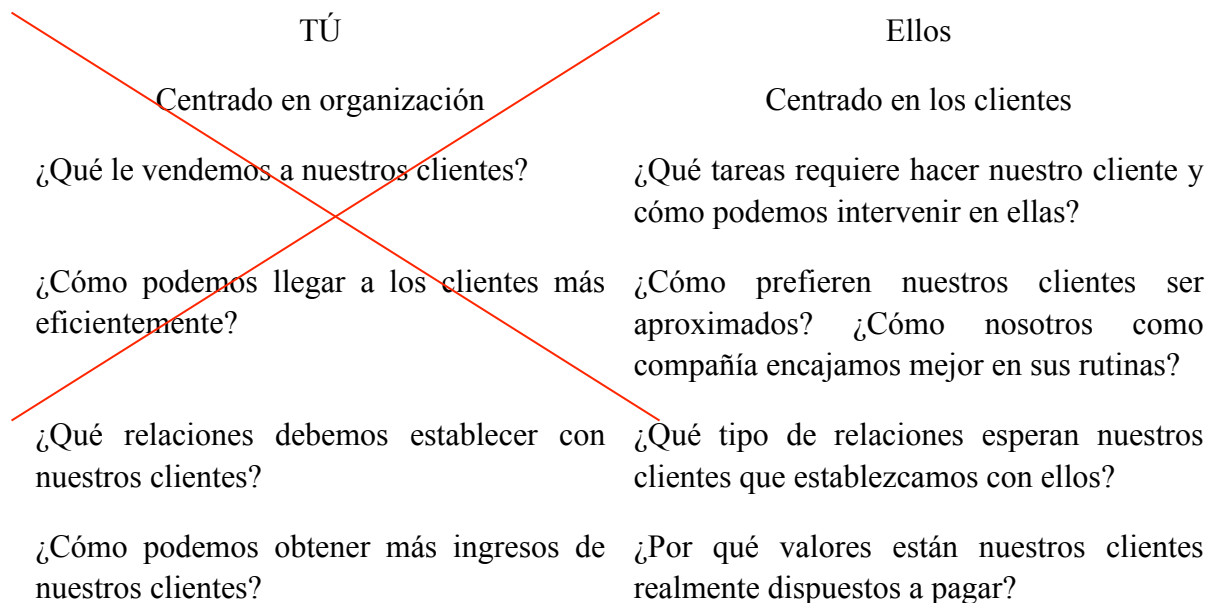 TÚ
Ellos
Centrado en organización
Centrado en los clientes
¿Qué le vendemos a nuestros clientes?
¿Qué tareas requiere hacer nuestro cliente y
cómo podemos intervenir en ellas?
¿Cómo podemos llegar a los clientes más
eficientemente?
¿Cómo prefieren nuestros clientes ser
aproximados? ¿Cómo nosotros como
compañía encajamos mejor en sus rutinas?
¿Qué relaciones debemos establecer con
nuestros clientes?
¿Qué tipo de relaciones esperan nuestros
clientes que establezcamos con ellos?
¿Cómo podemos obtener más ingresos de
nuestros clientes?
¿Por qué valores están nuestros clientes
realmente dispuestos a pagar?